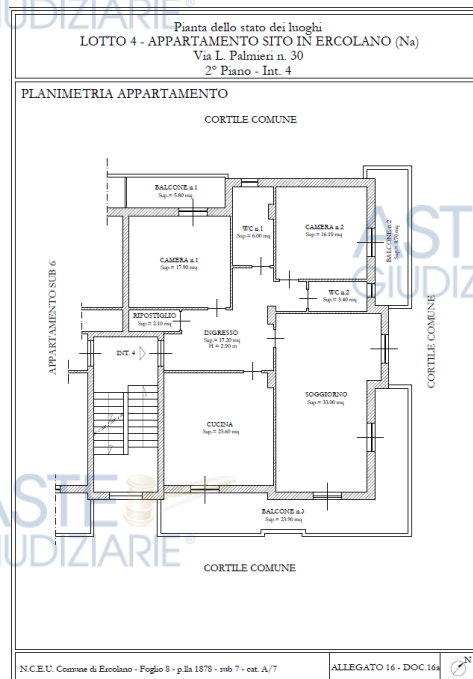 Pianta dello stato dei luoghi
LOTTO 4 - APPARTAMENTO SITO IN ERCOLANO (Na)
Via L. Palmieri n. 30
2° Piano - Int. 4
PLANIMETRIA APPARTAMENTO
CORTILE COMUNE
BALCONE n.1
Sup.= 5.80 mq
WC n.1
Sup.= 6.00 mq
CAMERA n.2
Sup.= 16.10 mq
BALCONE n.2
Sup.= 8.70 mq
CAMERA n.1
Sup.= 17.90 mq
WC n.2
Sup.= 3.40 mq
APPARTAMENTO SUB 6
RIPOSTIGLIO
Sup.= 2.10 mq
INGRESSO
Sup.= 17.20 mq
H = 2.90 m
CORTILE COMUNE
INT. 4
SOGGIORNO
Sup.= 33.00 mq
CUCINA
Sup.= 23.60 mq
BALCONE n.3
Sup.= 23.90 mq
CORTILE COMUNE
N.C.E.U. Comune di Ercolano - Foglio 8 - p.lla 1878 - sub 7 - cat. A/7
ALLEGATO 16 - DOC.16a
N
ASTE
GIUDIZIARIE®